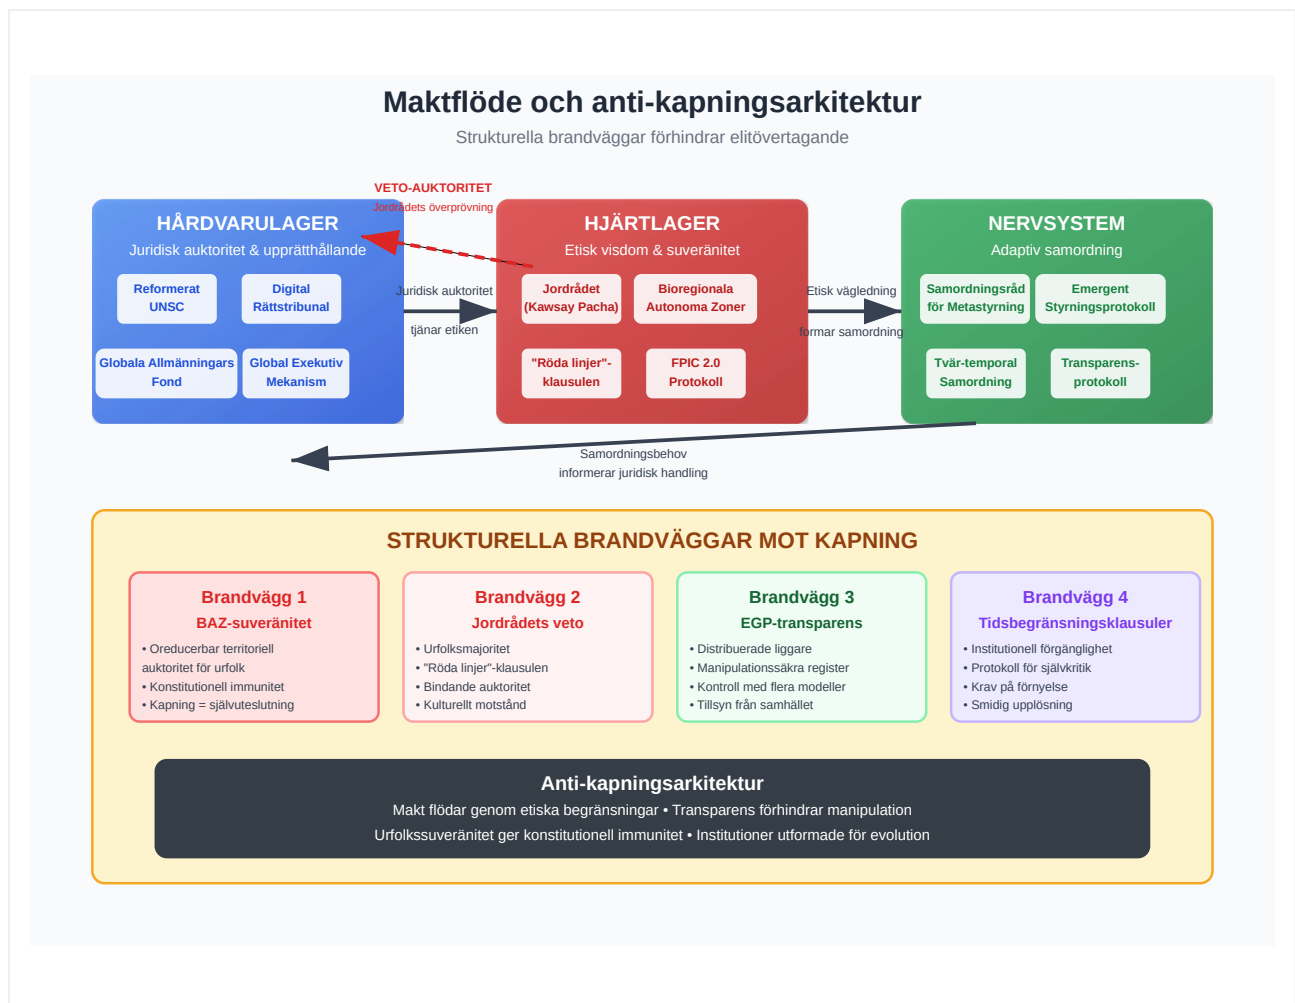 Maktflöde och anti-kapningsarkitektur
Strukturella brandväggar förhindrar elitövertagande
VETO-AUKTORITET
Jordrådets överprövning
HÅRDVARULAGER
Juridisk auktoritet & upprätthållande
Reformerat
UNSC
Digital
Rättstribunal
Globala Allmänningars
Fond
Global Exekutiv
Mekanism
Juridisk auktoritet
tjänar etiken
HJÄRTLAGER
Etisk visdom & suveränitet
Jordrådet
(Kawsay Pacha)
Bioregionala
Autonoma Zoner
"Röda linjer"-
klausulen
FPIC 2.0
Protokoll
Etisk vägledning
formar samordning
NERVSYSTEM
Adaptiv samordning
Samordningsråd
för Metastyrning
Emergent
Styrningsprotokoll
Tvär-temporal
Samordning
Transparens-
protokoll
Samordningsbehov
informerar juridisk handling
STRUKTURELLA BRANDVÄGGAR MOT KAPNING
Brandvägg 1
BAZ-suveränitet
• Oreducerbar territoriell
auktoritet för urfolk
• Konstitutionell immunitet
• Kapning = självuteslutning
Brandvägg 2
Jordrådets veto
• Urfolksmajoritet
• "Röda linjer"-klausulen
• Bindande auktoritet
• Kulturellt motstånd
Brandvägg 3
EGP-transparens
• Distribuerade liggare
• Manipulationssäkra register
• Kontroll med flera modeller
• Tillsyn från samhället
Brandvägg 4
Tidsbegränsningsklausuler
• Institutionell förgänglighet
• Protokoll för självkritik
• Krav på förnyelse
• Smidig upplösning
Anti-kapningsarkitektur
Makt flödar genom etiska begränsningar • Transparens förhindrar manipulation
Urfolkssuveränitet ger konstitutionell immunitet • Institutioner utformade för evolution